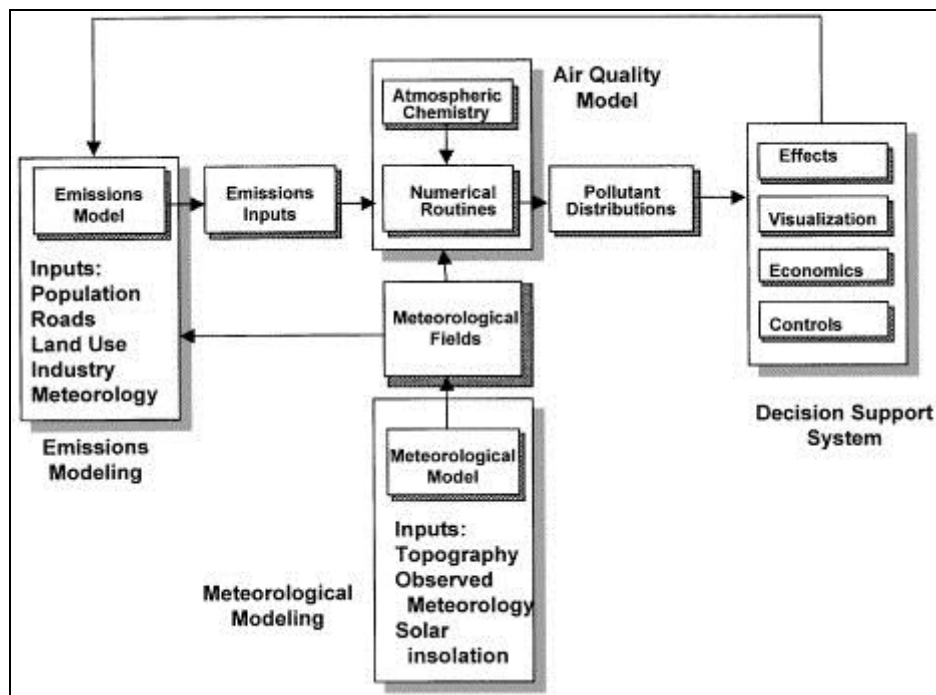 Air Quality
Model
Atmospheric
Chemistry
Numerical
Routines
Emissions
Model
Inputs:
Population
Roads
Land Use
Industry
Meteorology
Emissions
Modeling
Emissions
Inputs
Pollutant
Distributions
Effects
Visualization
Economics
Controls
Decision Support
System
Meteorological
Fields
Meteorological
Model
Inputs:
Topography
Observed
Meteorology
Solar
insolation
Meteorological
Modeling